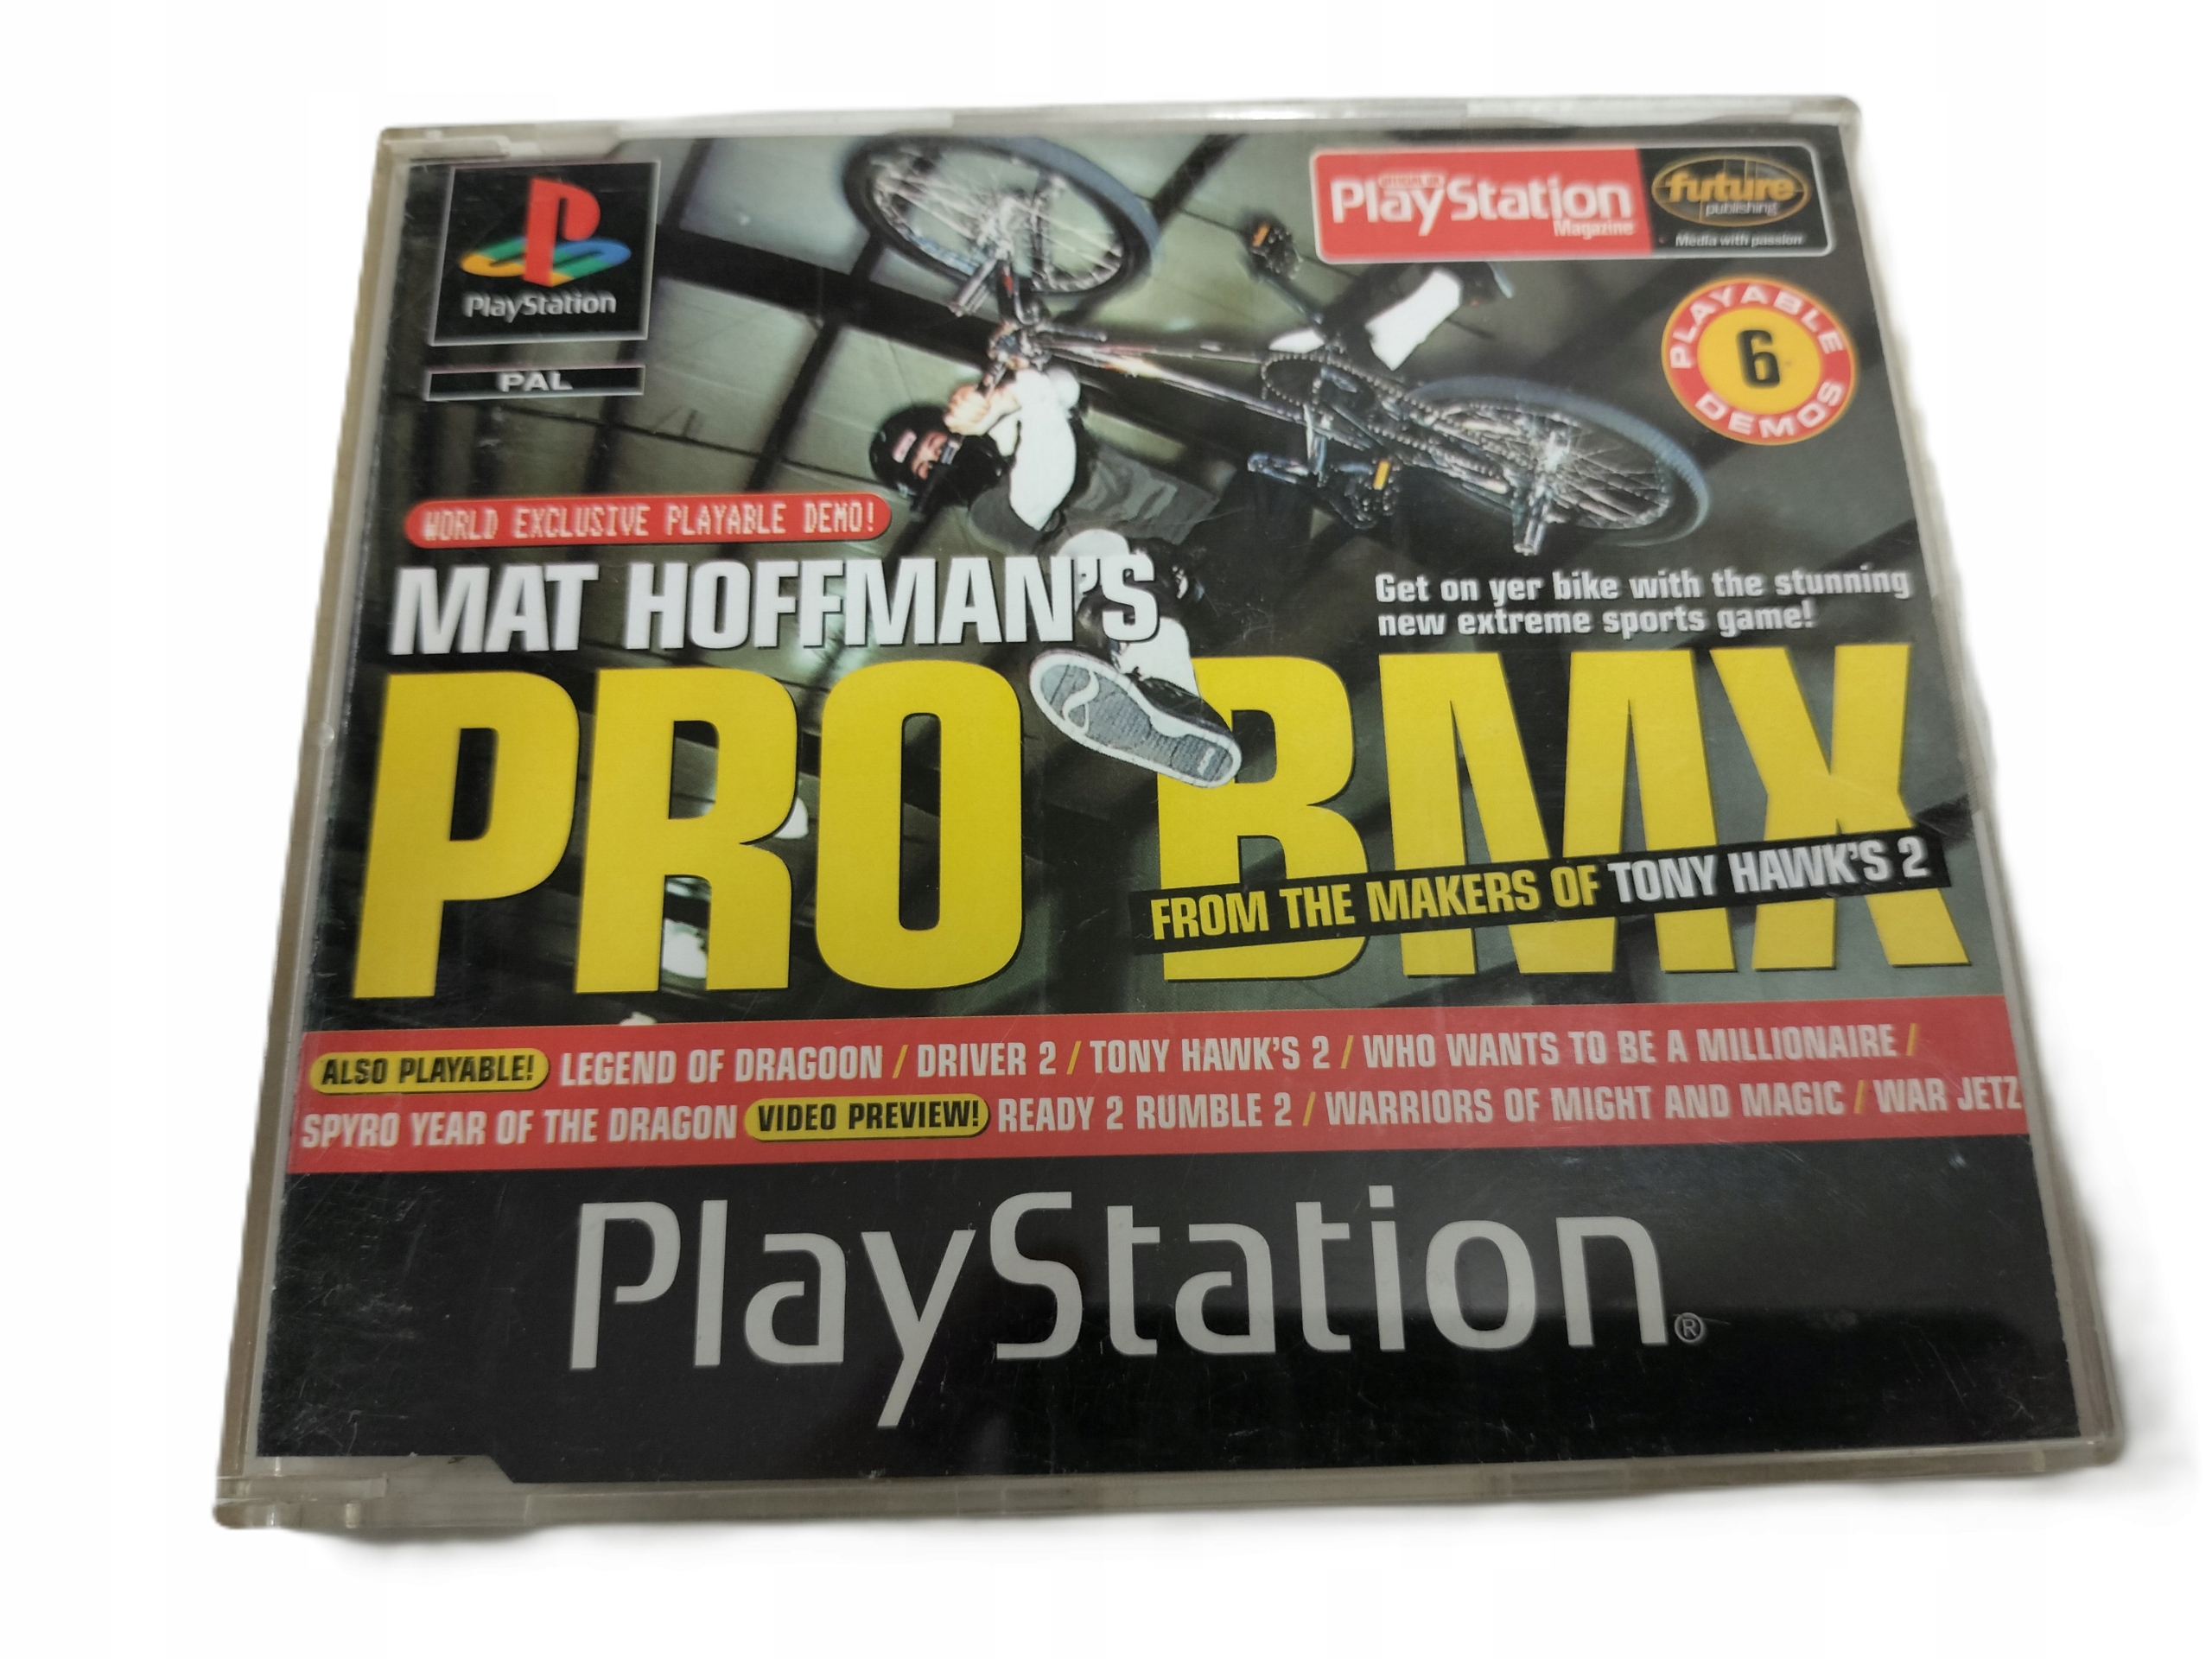 PlayStation
PAL
OFFICIAL UK
PlayStation
Magazine
future
publishing
Media with passion
PLAYABLE
6
DEMOS
WORLD EXCLUSIVE PLAYABLE DEMO!
MAT HOFFMAN'S
Get on yer bike with the stunning
new extreme sports game!
PRO BMX
FROM THE MAKERS OF TONY HAWK'S 2
ALSO PLAYABLE! LEGEND OF DRAGOON / DRIVER 2 / TONY HAWK'S 2 / WHO WANTS TO BE A MILLIONAIRE /
SPYRO YEAR OF THE DRAGON VIDEO PREVIEW! READY 2 RUMBLE 2 / WARRIORS OF MIGHT AND MAGIC / WAR JETZ
PlayStation®